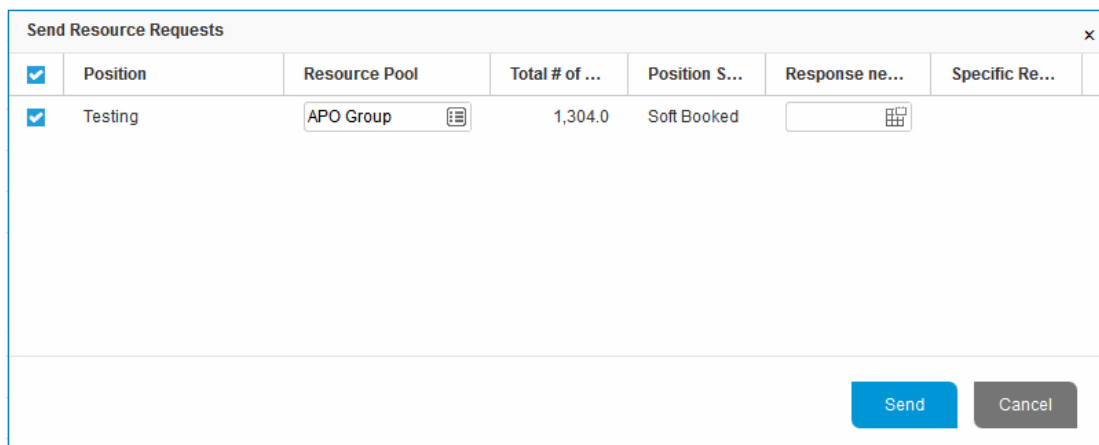 Send Resource Requests
×
Position Resource Pool Total # of ... Position S... Response ne... Specific Re...
Testing APO Group 1,304.0 Soft Booked
Send Cancel